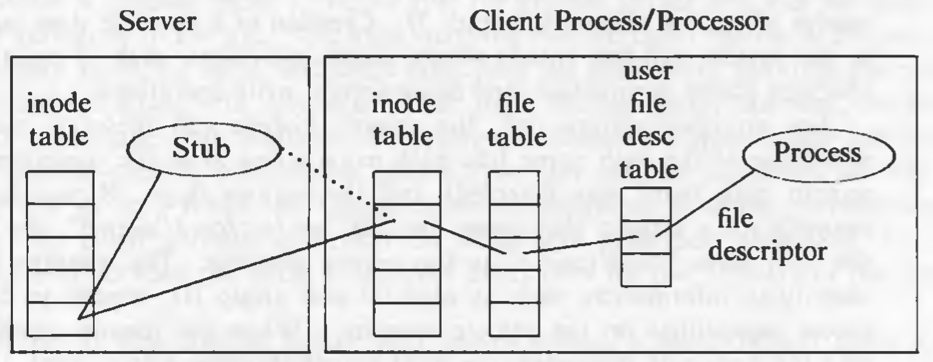 Server
Client Process/Processor
inode
table
Stub
inode
table
file
table
user
file
desc
table
Process
file
descriptor